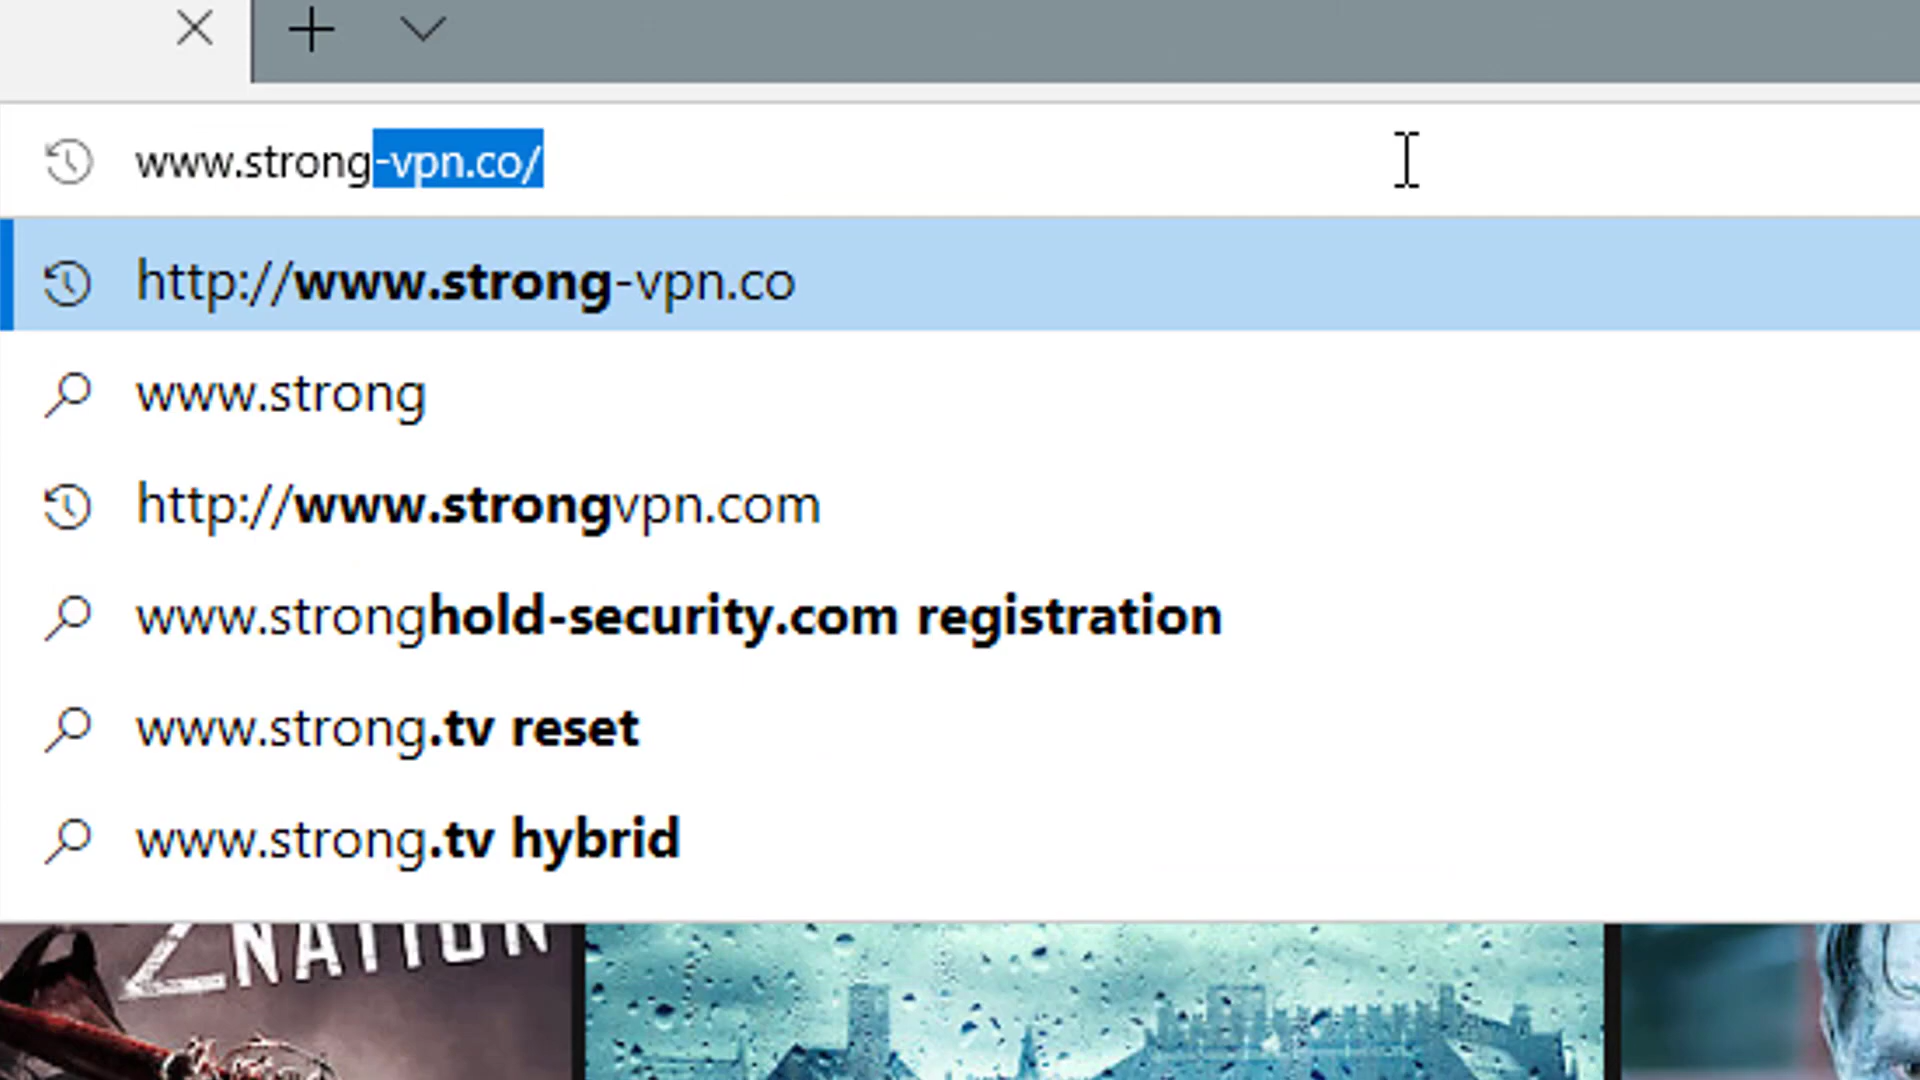 www.strong-vpn.co/
http://www.strong-vpn.co
www.strong
http://www.strongvpn.com
www.stronghold-security.com registration
www.strong.tv reset
www.strong.tv hybrid
Z NATION